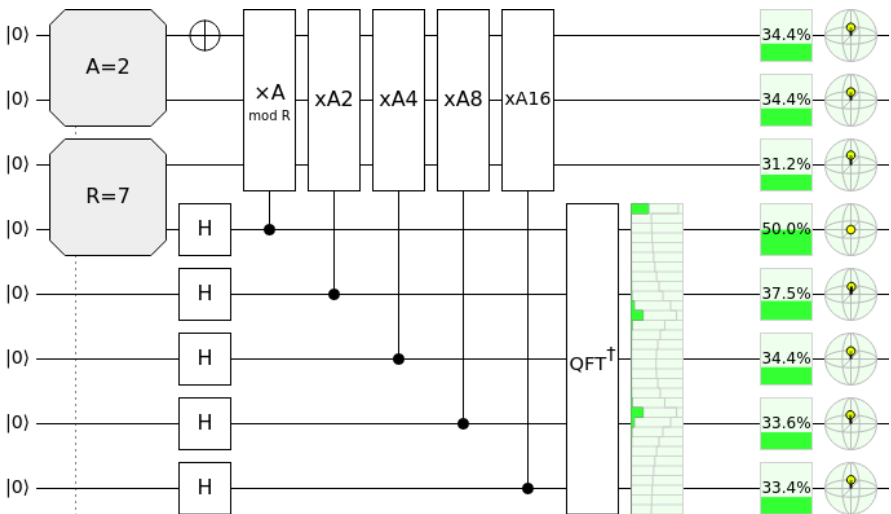 |0⟩ A=2 34.4%
|0⟩ ×A mod R xA2 xA4 xA8 xA16 34.4%
|0⟩ R=7 31.2%
|0⟩ H 50.0%
|0⟩ H 37.5%
|0⟩ H QFT† 34.4%
|0⟩ H 33.6%
|0⟩ H 33.4%